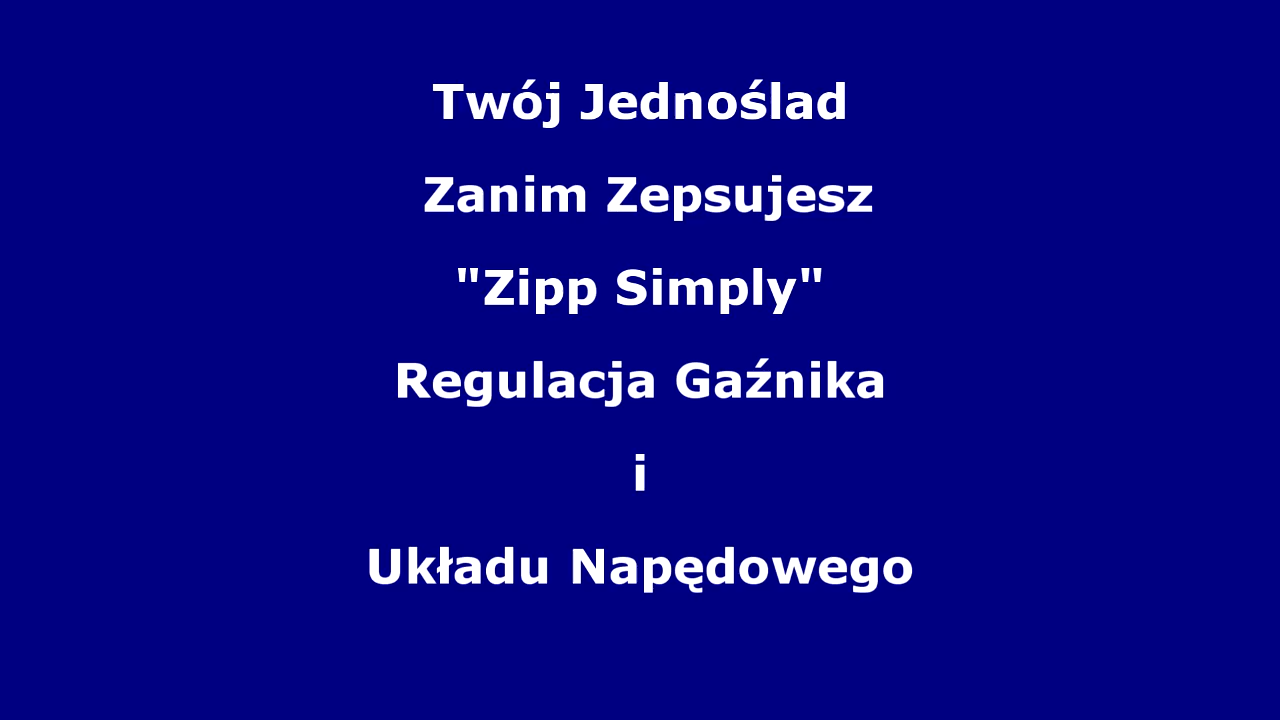 Twój Jednoślad
Zanim Zepsujesz
"Zipp Simply"
Regulacja Gaźnika
i
Układu Napędowego